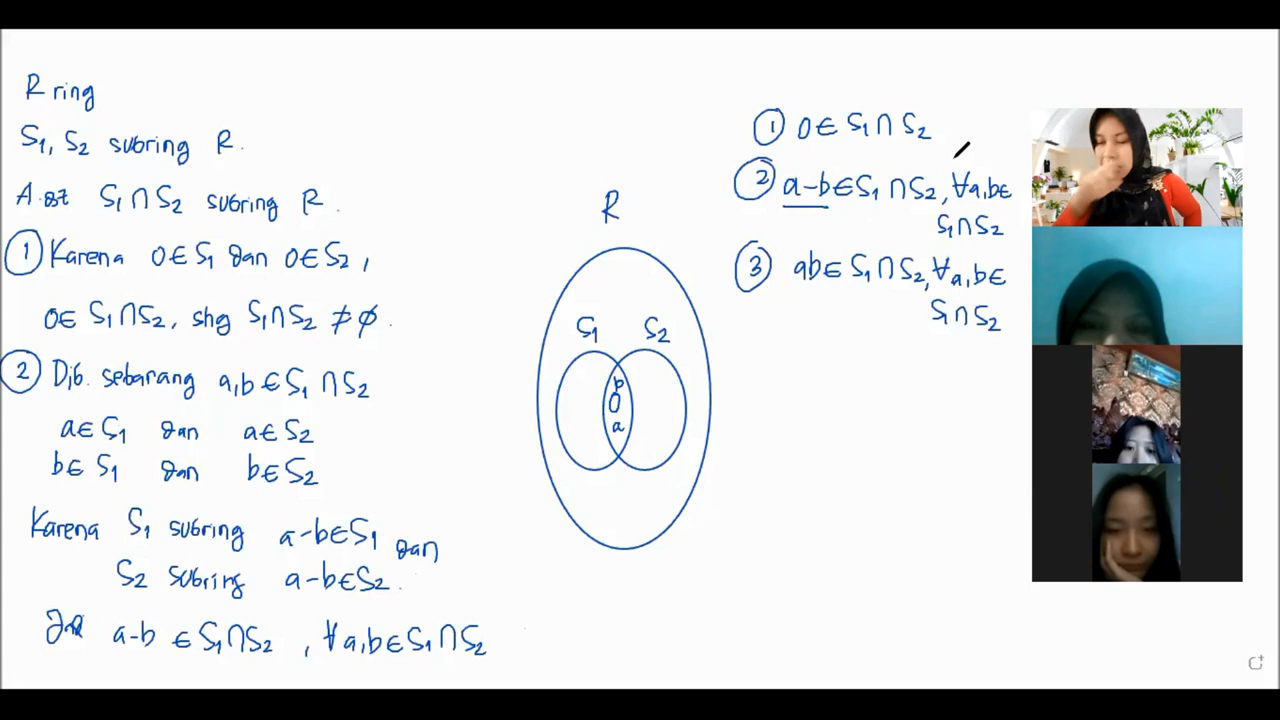 R ring
S1, S2 subring R.
A.dt S1 ∩ S2 subring R.
① Karena 0 ∈ S1 dan 0 ∈ S2,
0 ∈ S1 ∩ S2, shg S1 ∩ S2 ≠ ∅.
② Dib. sebarang a,b ∈ S1 ∩ S2
a ∈ S1 dan a ∈ S2
b ∈ S1 dan b ∈ S2
Karena S1 subring a-b ∈ S1 dan
S2 subring a-b ∈ S2.
a-b ∈ S1 ∩ S2, ∀ a,b ∈ S1 ∩ S2
R
S1 S2
b
0
a
① 0 ∈ S1 ∩ S2
② a-b ∈ S1 ∩ S2, ∀a,b ∈
S1 ∩ S2
③ ab ∈ S1 ∩ S2, ∀a,b ∈
S1 ∩ S2